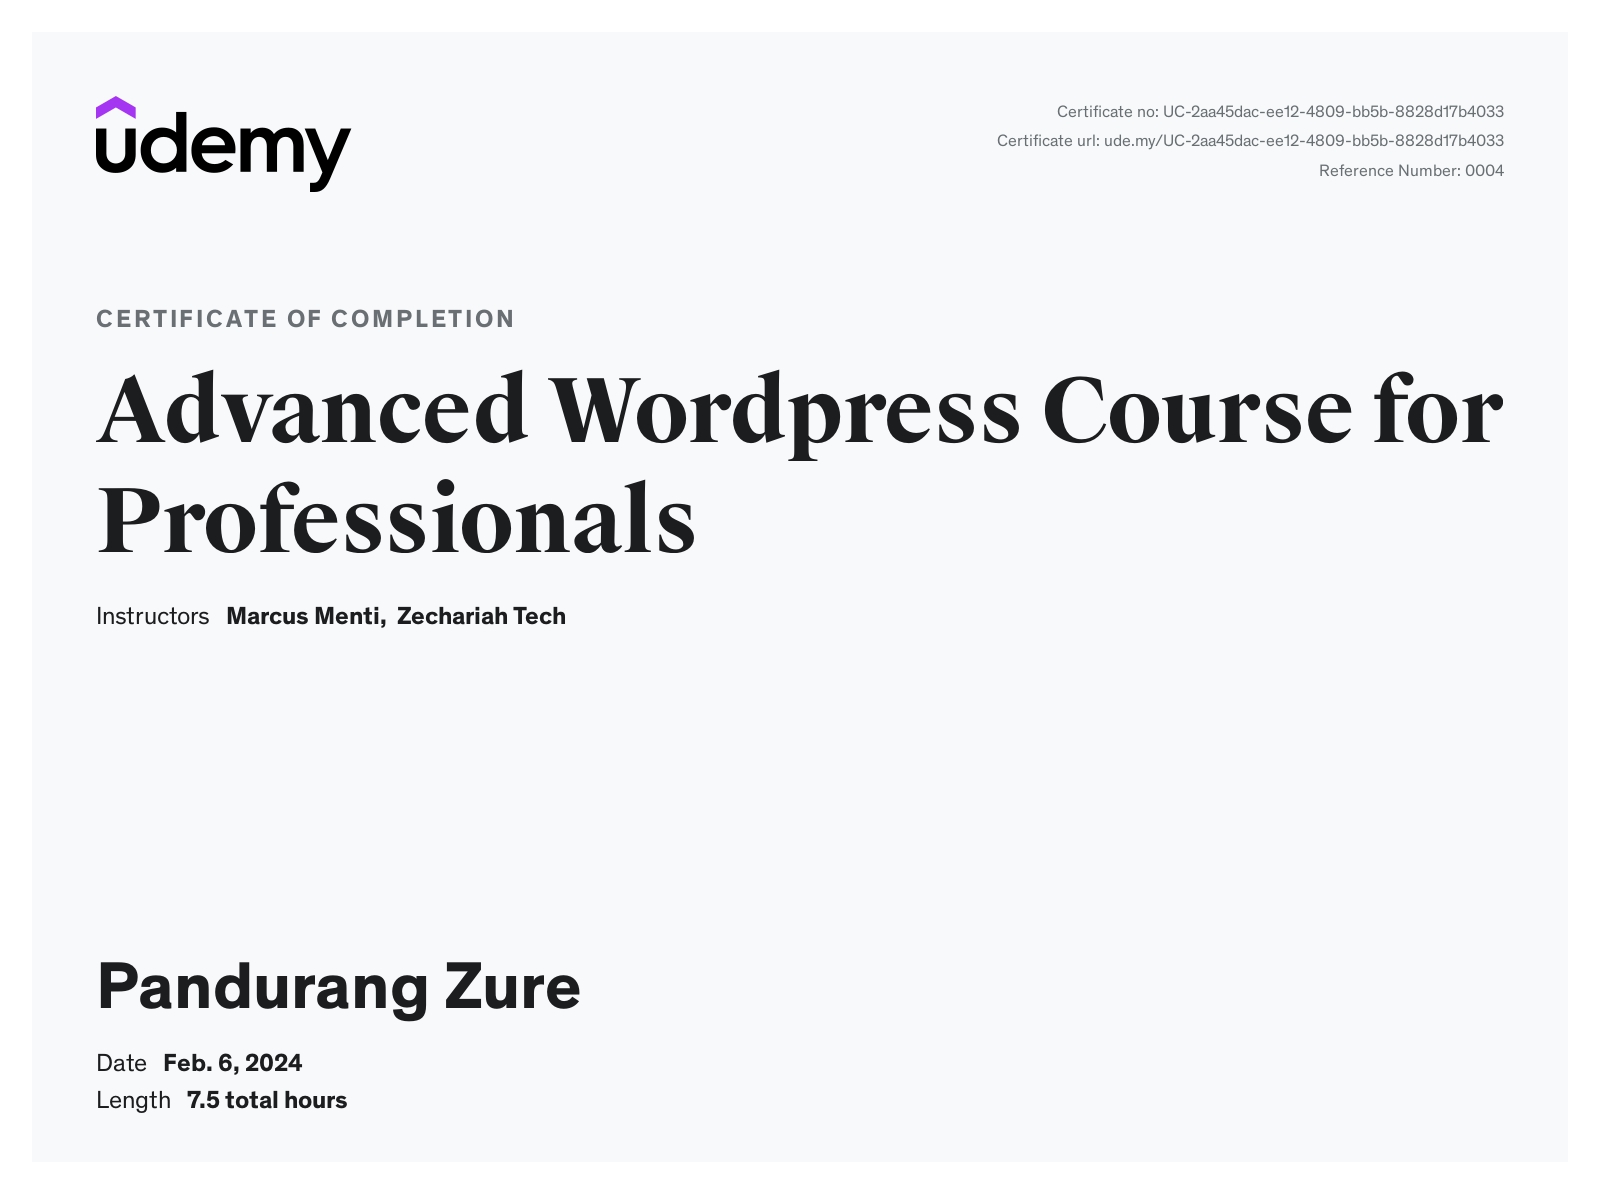 udemy
Certificate no: UC-2aa45dac-ee12-4809-bb5b-8828d17b4033
Certificate url: ude.my/UC-2aa45dac-ee12-4809-bb5b-8828d17b4033
Reference Number: 0004
CERTIFICATE OF COMPLETION
Advanced Wordpress Course for
Professionals
Instructors Marcus Menti, Zechariah Tech
Pandurang Zure
Date Feb. 6, 2024
Length 7.5 total hours